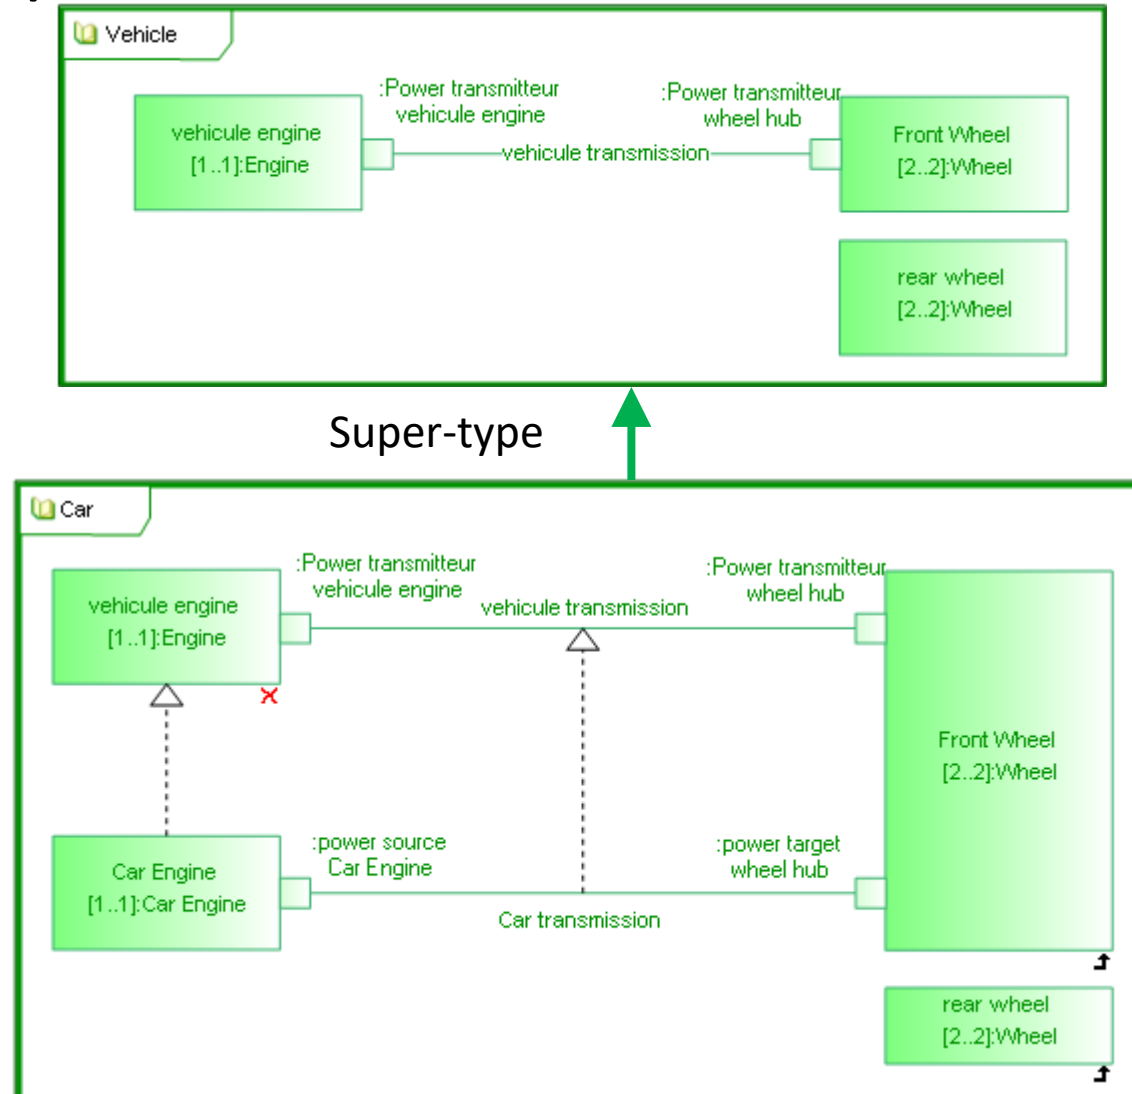 Vehicle
:Power transmitteur
vehicule engine
:Power transmitteur
wheel hub
vehicule engine
[1..1]:Engine
vehicule transmission
Front Wheel
[2..2]:Wheel
rear wheel
[2..2]:Wheel
Super-type
Car
:Power transmitteur
vehicule engine
:Power transmitteur
wheel hub
vehicule engine
[1..1]:Engine
vehicule transmission
Front Wheel
[2..2]:Wheel
:power source
Car Engine
:power target
wheel hub
Car Engine
[1..1]:Car Engine
Car transmission
rear wheel
[2..2]:Wheel